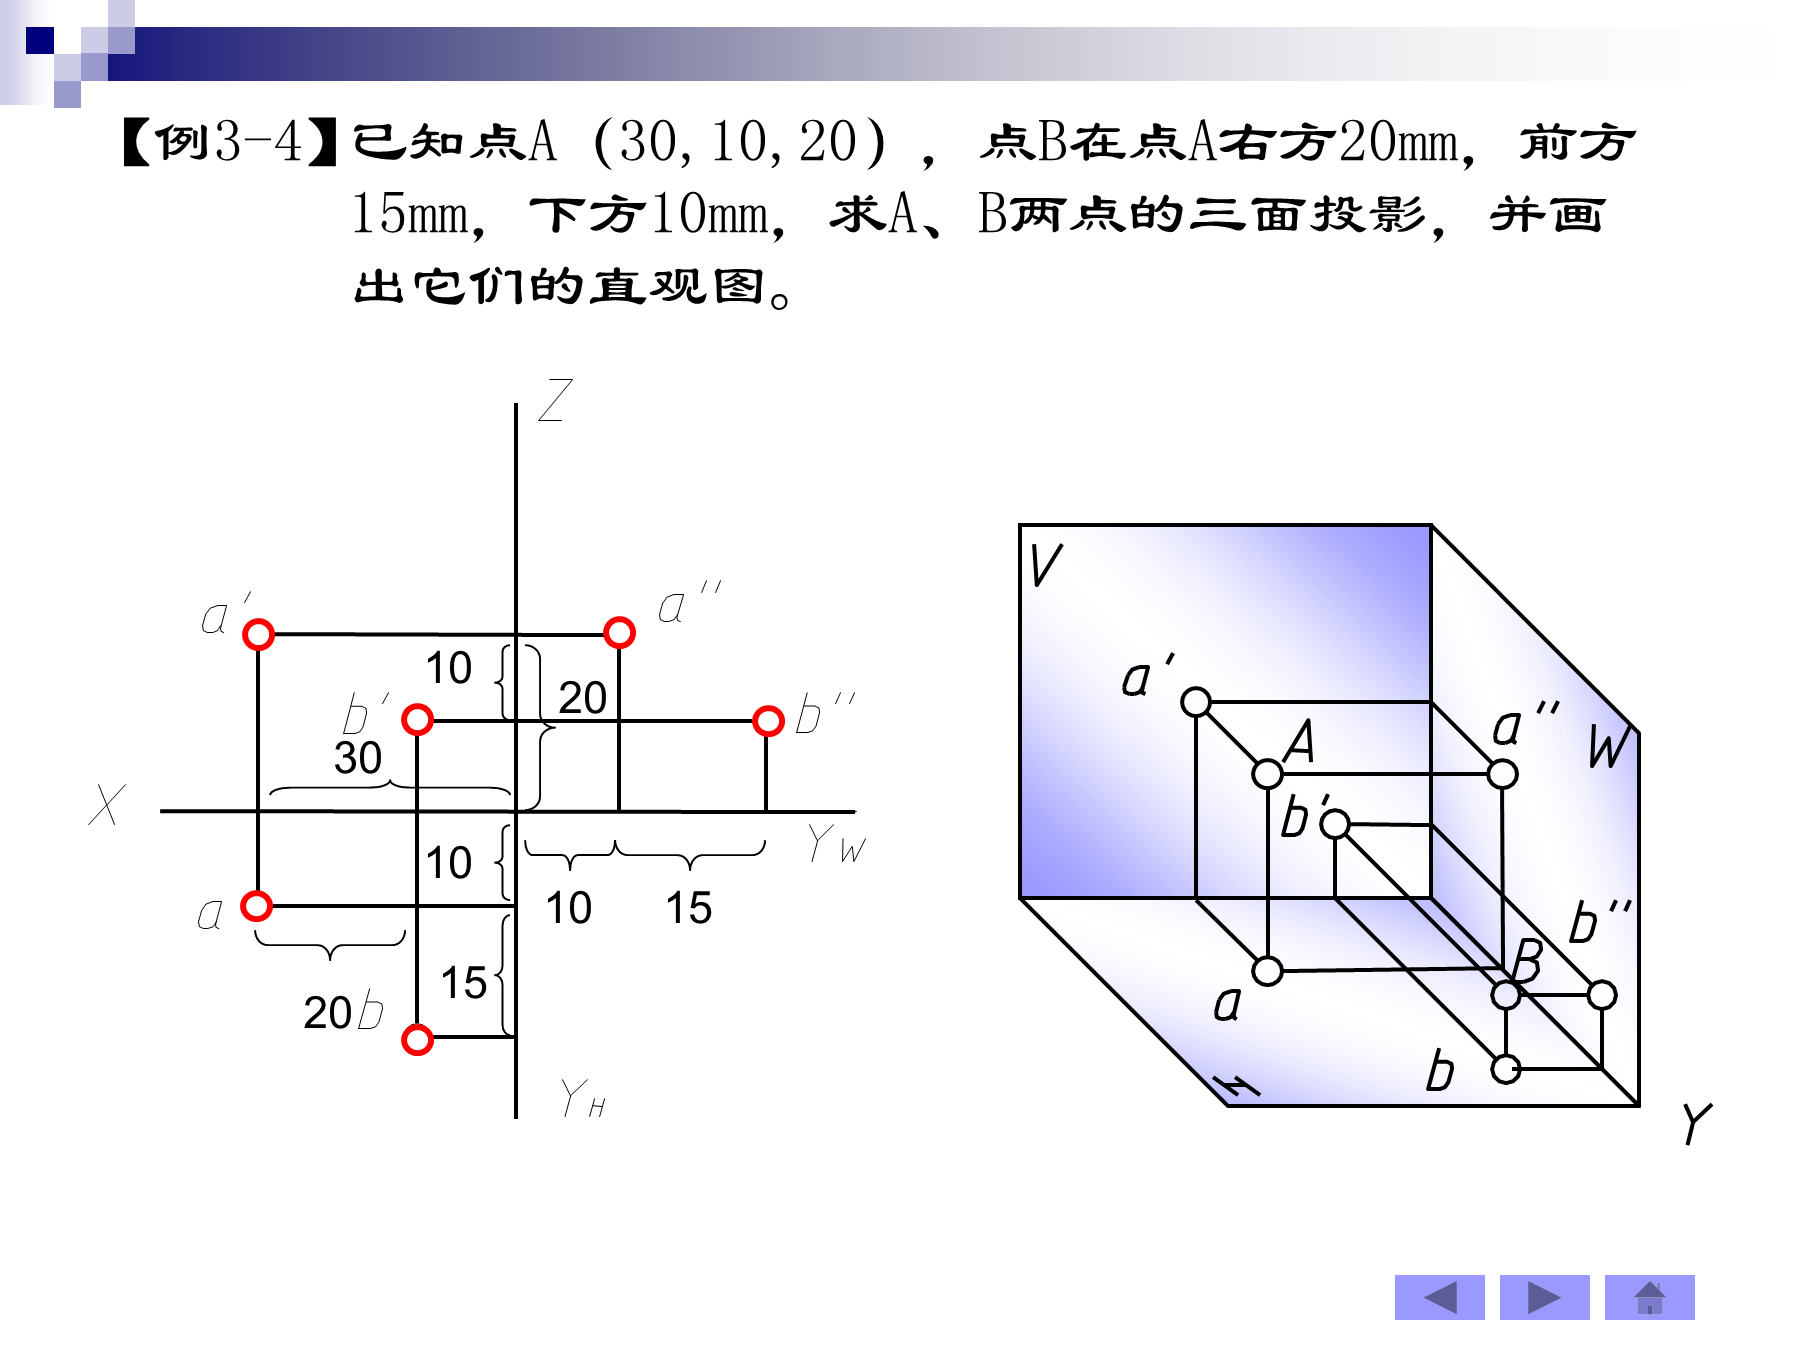 【例3-4】已知点A（30,10,20），点B在点A右方20mm，前方
15mm，下方10mm，求A、B两点的三面投影，并画
出它们的直观图。
Z
a′
a″
10
20
b′
b″
30
X
YW
10
a
10
15
15
20
b
YH
V
a′
A
a″
W
b′
b″
B
a
b
H
Y